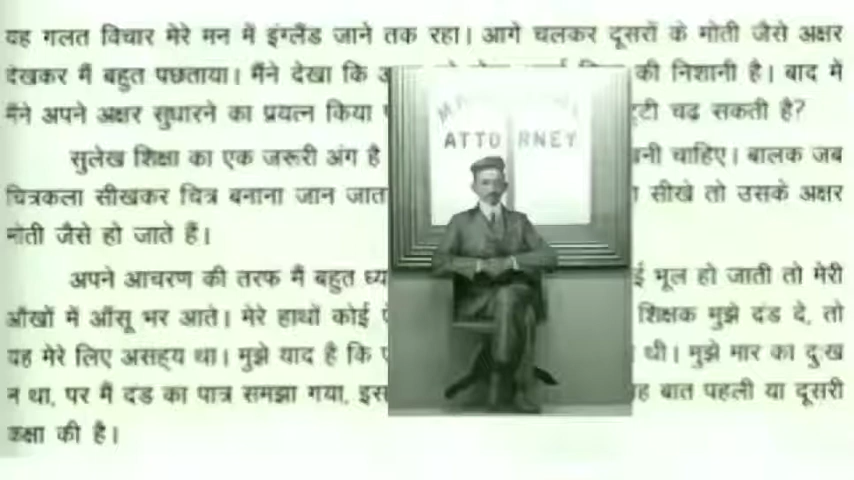 यह गलत विचार मेरे मन में इंग्लैंड जाने तक रहा। आगे चलकर दूसरों के मोती जैसे अक्षर
देखकर मैं बहुत पछताया। मैंने देखा कि की निशानी है। बाद में
मैंने अपने अक्षर सुधारने का प्रयत्न किया चढ़ सकती है?
सुलेख शिक्षा का एक जरूरी अंग है चाहिए। बालक जब
चित्रकला सीखकर चित्र बनाना जान सीखे तो उसके अक्षर
मोती जैसे हो जाते हैं।
अपने आचरण की तरफ मैं बहुत भूल हो जाती तो मेरी
आँखों में आँसू भर आते। मेरे हाथों कोई शिक्षक मुझे दंड दे, तो
यह मेरे लिए असह्य था। मुझे याद है कि थी। मुझे मार का दुःख
न था, पर मैं दंड का पात्र समझा गया, बात पहली या दूसरी
कक्षा की है।
ATTORNEY